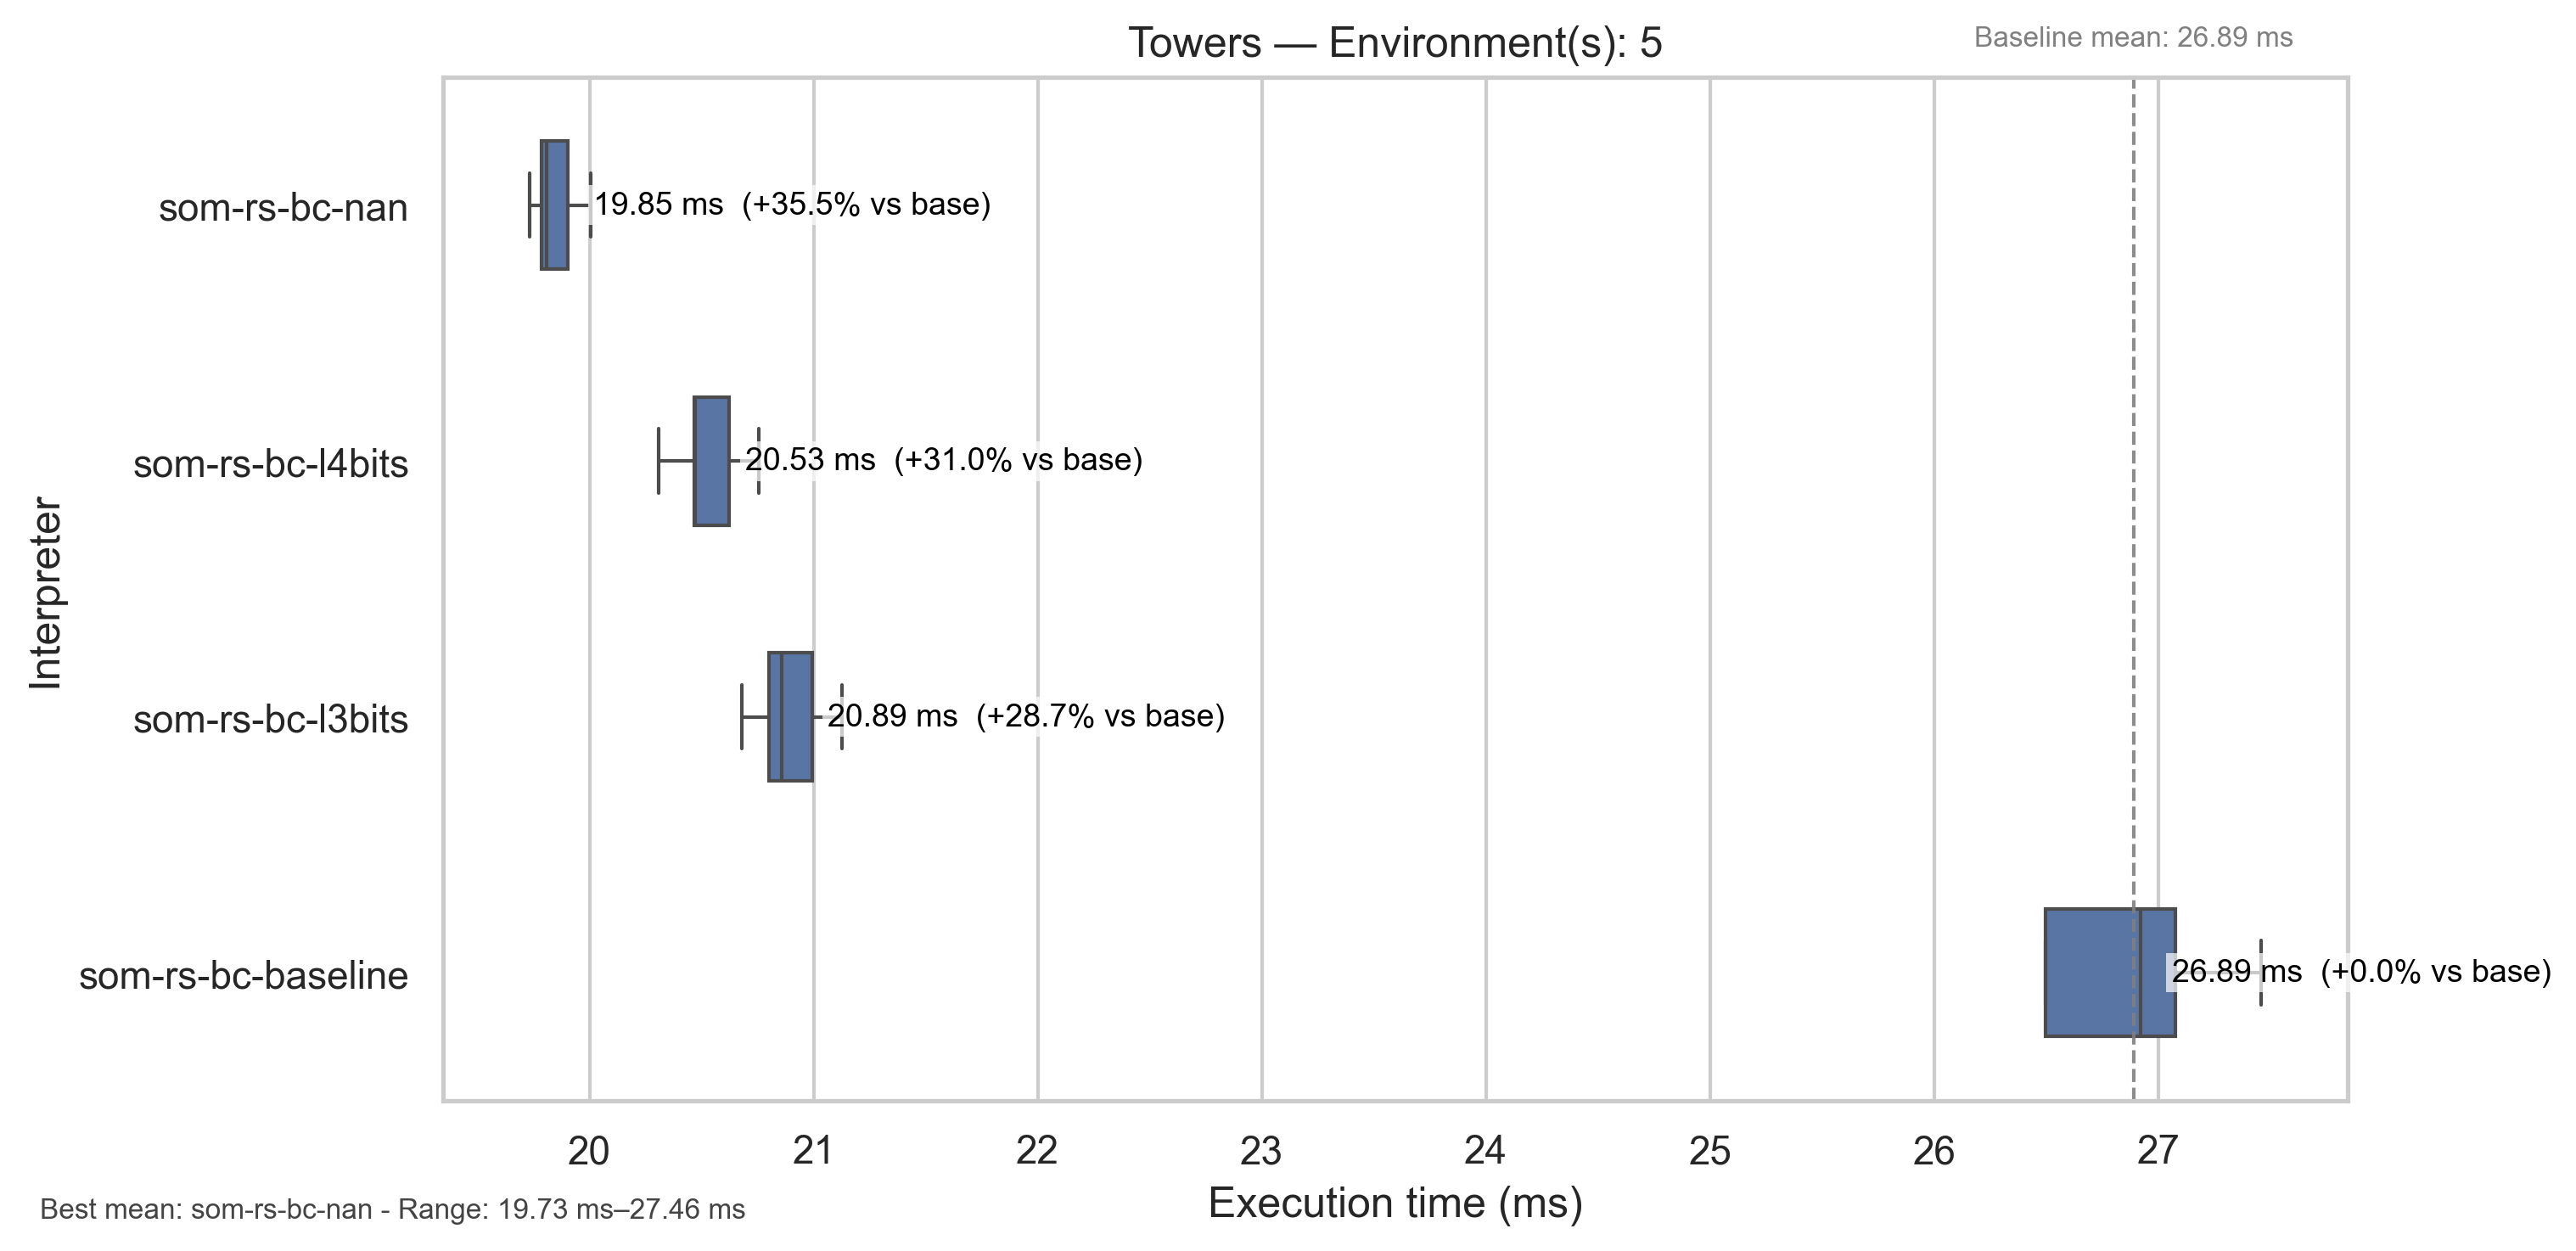 Towers — Environment(s): 5
Baseline mean: 26.89 ms
som-rs-bc-nan
19.85 ms  (+35.5% vs base)
som-rs-bc-l4bits
20.53 ms  (+31.0% vs base)
som-rs-bc-l3bits
20.89 ms  (+28.7% vs base)
som-rs-bc-baseline
26.89 ms  (+0.0% vs base)
Interpreter
20 21 22 23 24 25 26 27
Execution time (ms)
Best mean: som-rs-bc-nan - Range: 19.73 ms–27.46 ms